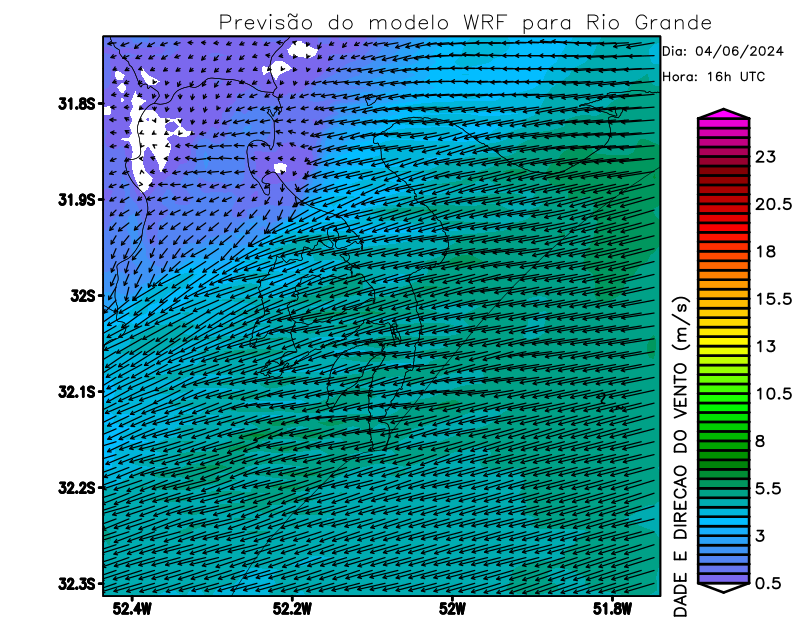 Previsão do modelo WRF para Rio Grande
Dia: 04/06/2024
Hora: 16h UTC
31.8S
31.9S
32S
32.1S
32.2S
32.3S
52.4W
52.2W
52W
51.8W
DADE E DIRECAO DO VENTO (m/s)
23
20.5
18
15.5
13
10.5
8
5.5
3
0.5